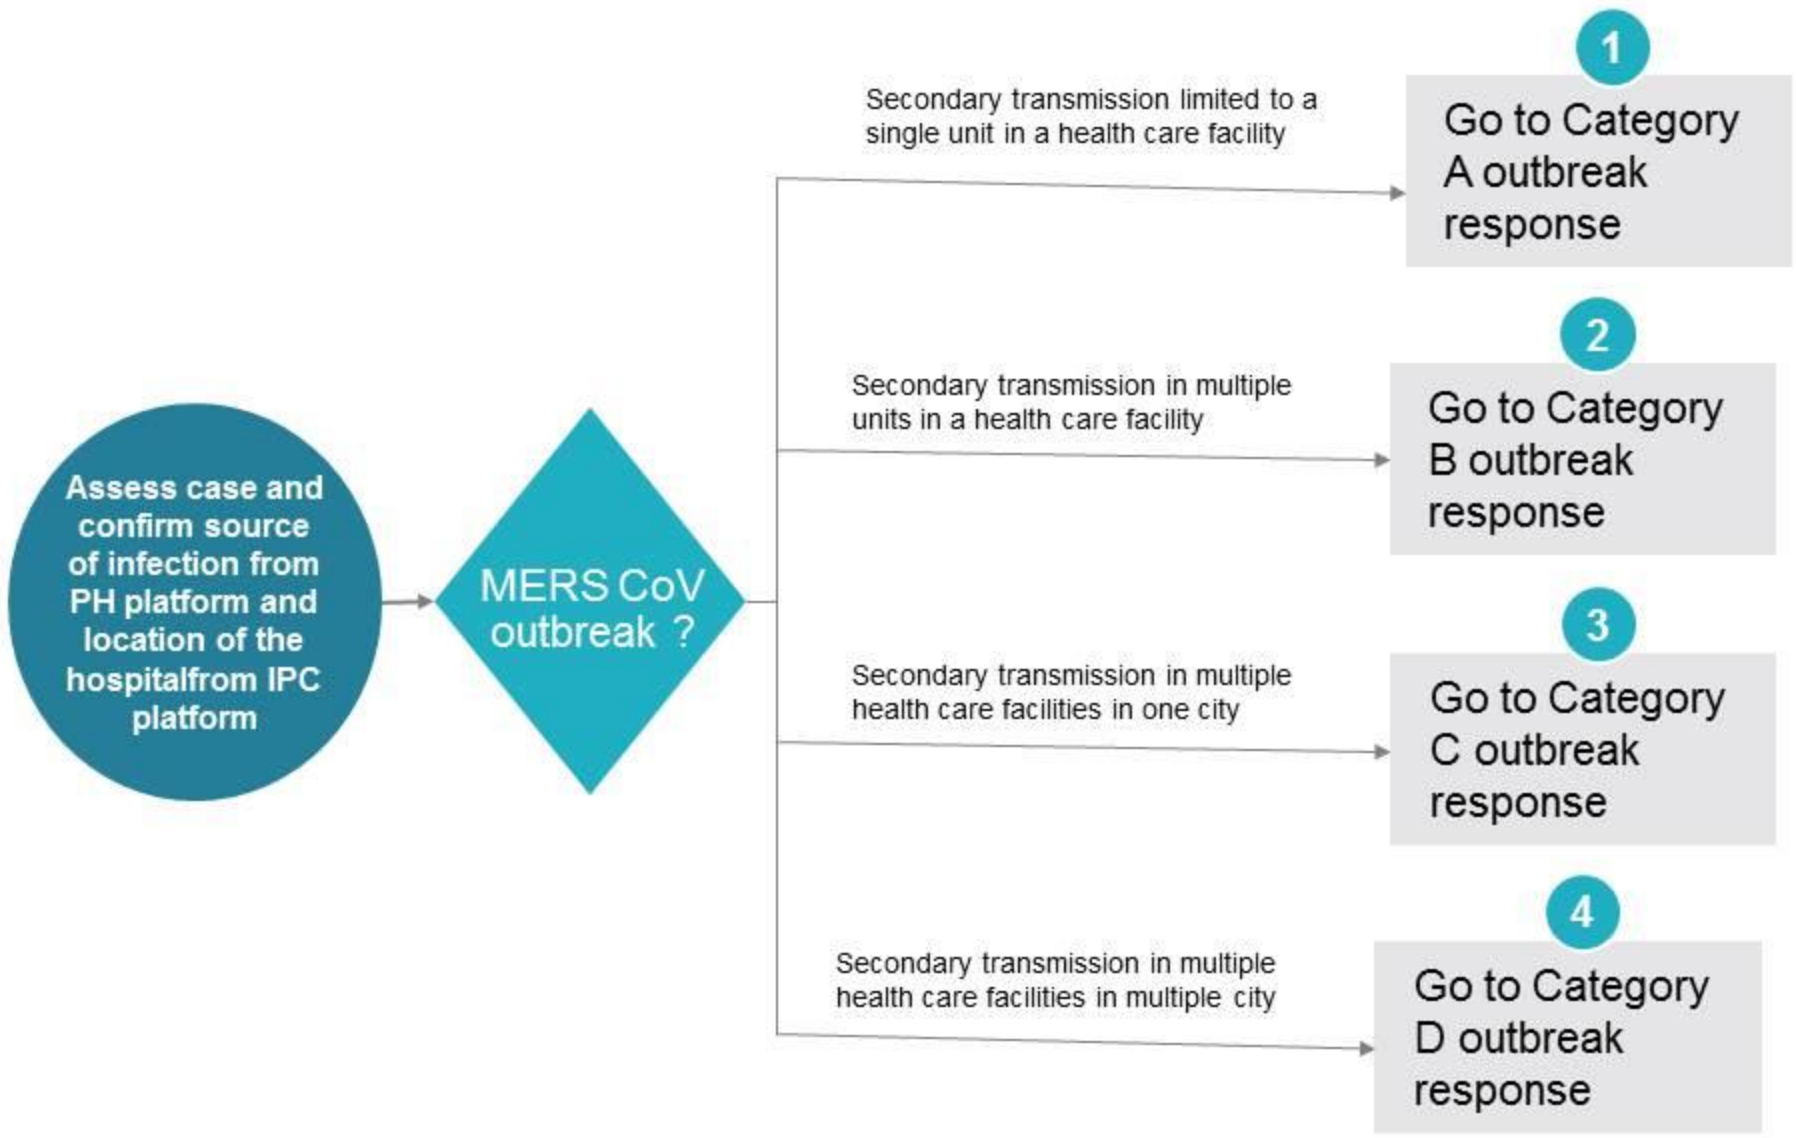 Assess case and
confirm source
of infection from
PH platform and
location of the
hospitalfrom IPC
platform
MERS CoV
outbreak ?
Secondary transmission limited to a
single unit in a health care facility
1
Go to Category
A outbreak
response
Secondary transmission in multiple
units in a health care facility
2
Go to Category
B outbreak
response
Secondary transmission in multiple
health care facilities in one city
3
Go to Category
C outbreak
response
Secondary transmission in multiple
health care facilities in multiple city
4
Go to Category
D outbreak
response